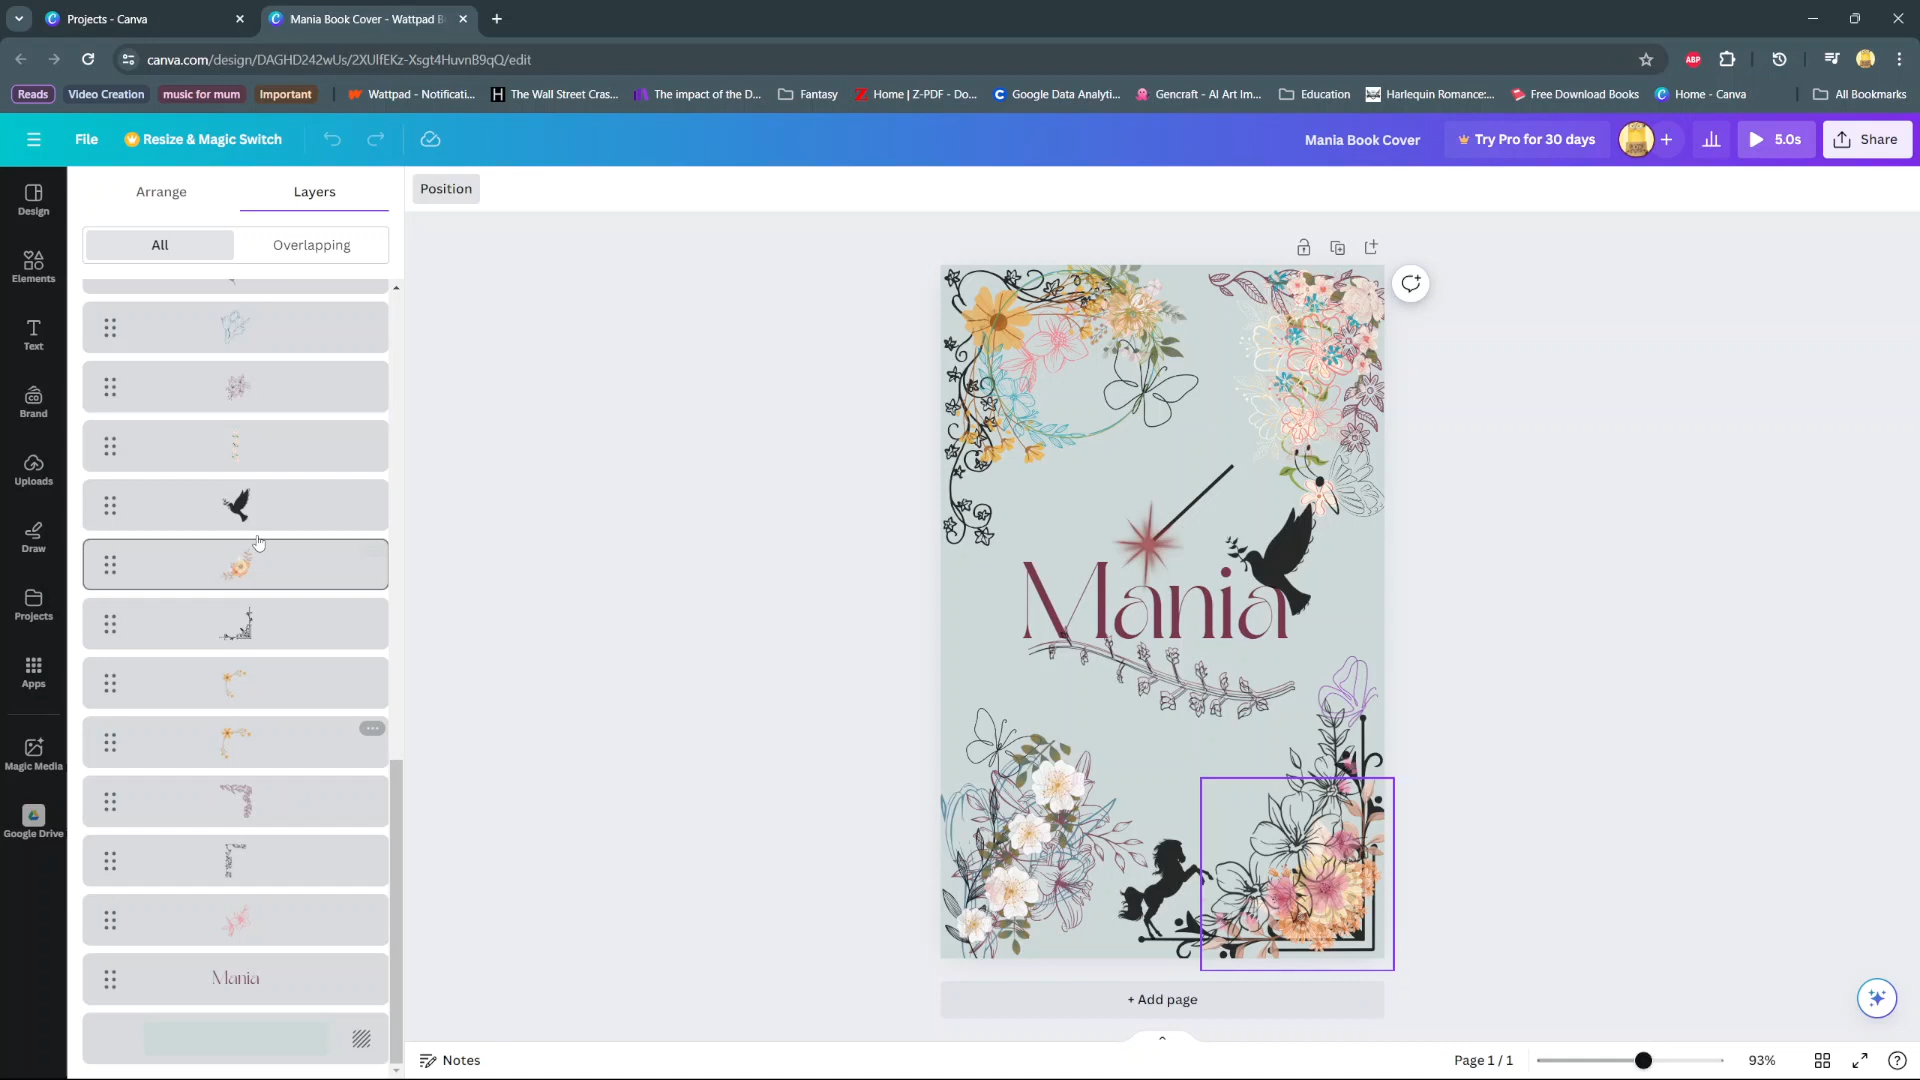 Projects - Canva
Mania Book Cover - Wattpad B
canva.com/design/DAGHD242wUs/2XUlfEKz-Xsgt4HuvnB9qQ/edit
ABP
Reads
Video Creation
music for mum
Important
Wattpad - Notificati...
The Wall Street Cras...
The impact of the D...
Fantasy
Home | Z-PDF - Do...
Google Data Analyti...
Gencraft - AI Art Im...
Education
Harlequin Romance:...
Free Download Books
Home - Canva
All Bookmarks
File
Resize & Magic Switch
Mania Book Cover
Try Pro for 30 days
5.0s
Share
Design
Elements
Text
Brand
Uploads
Draw
Projects
Apps
Magic Media
Google Drive
Arrange
Layers
All
Overlapping
Mania
Position
Mania
+ Add page
Notes
Page 1 / 1
93%